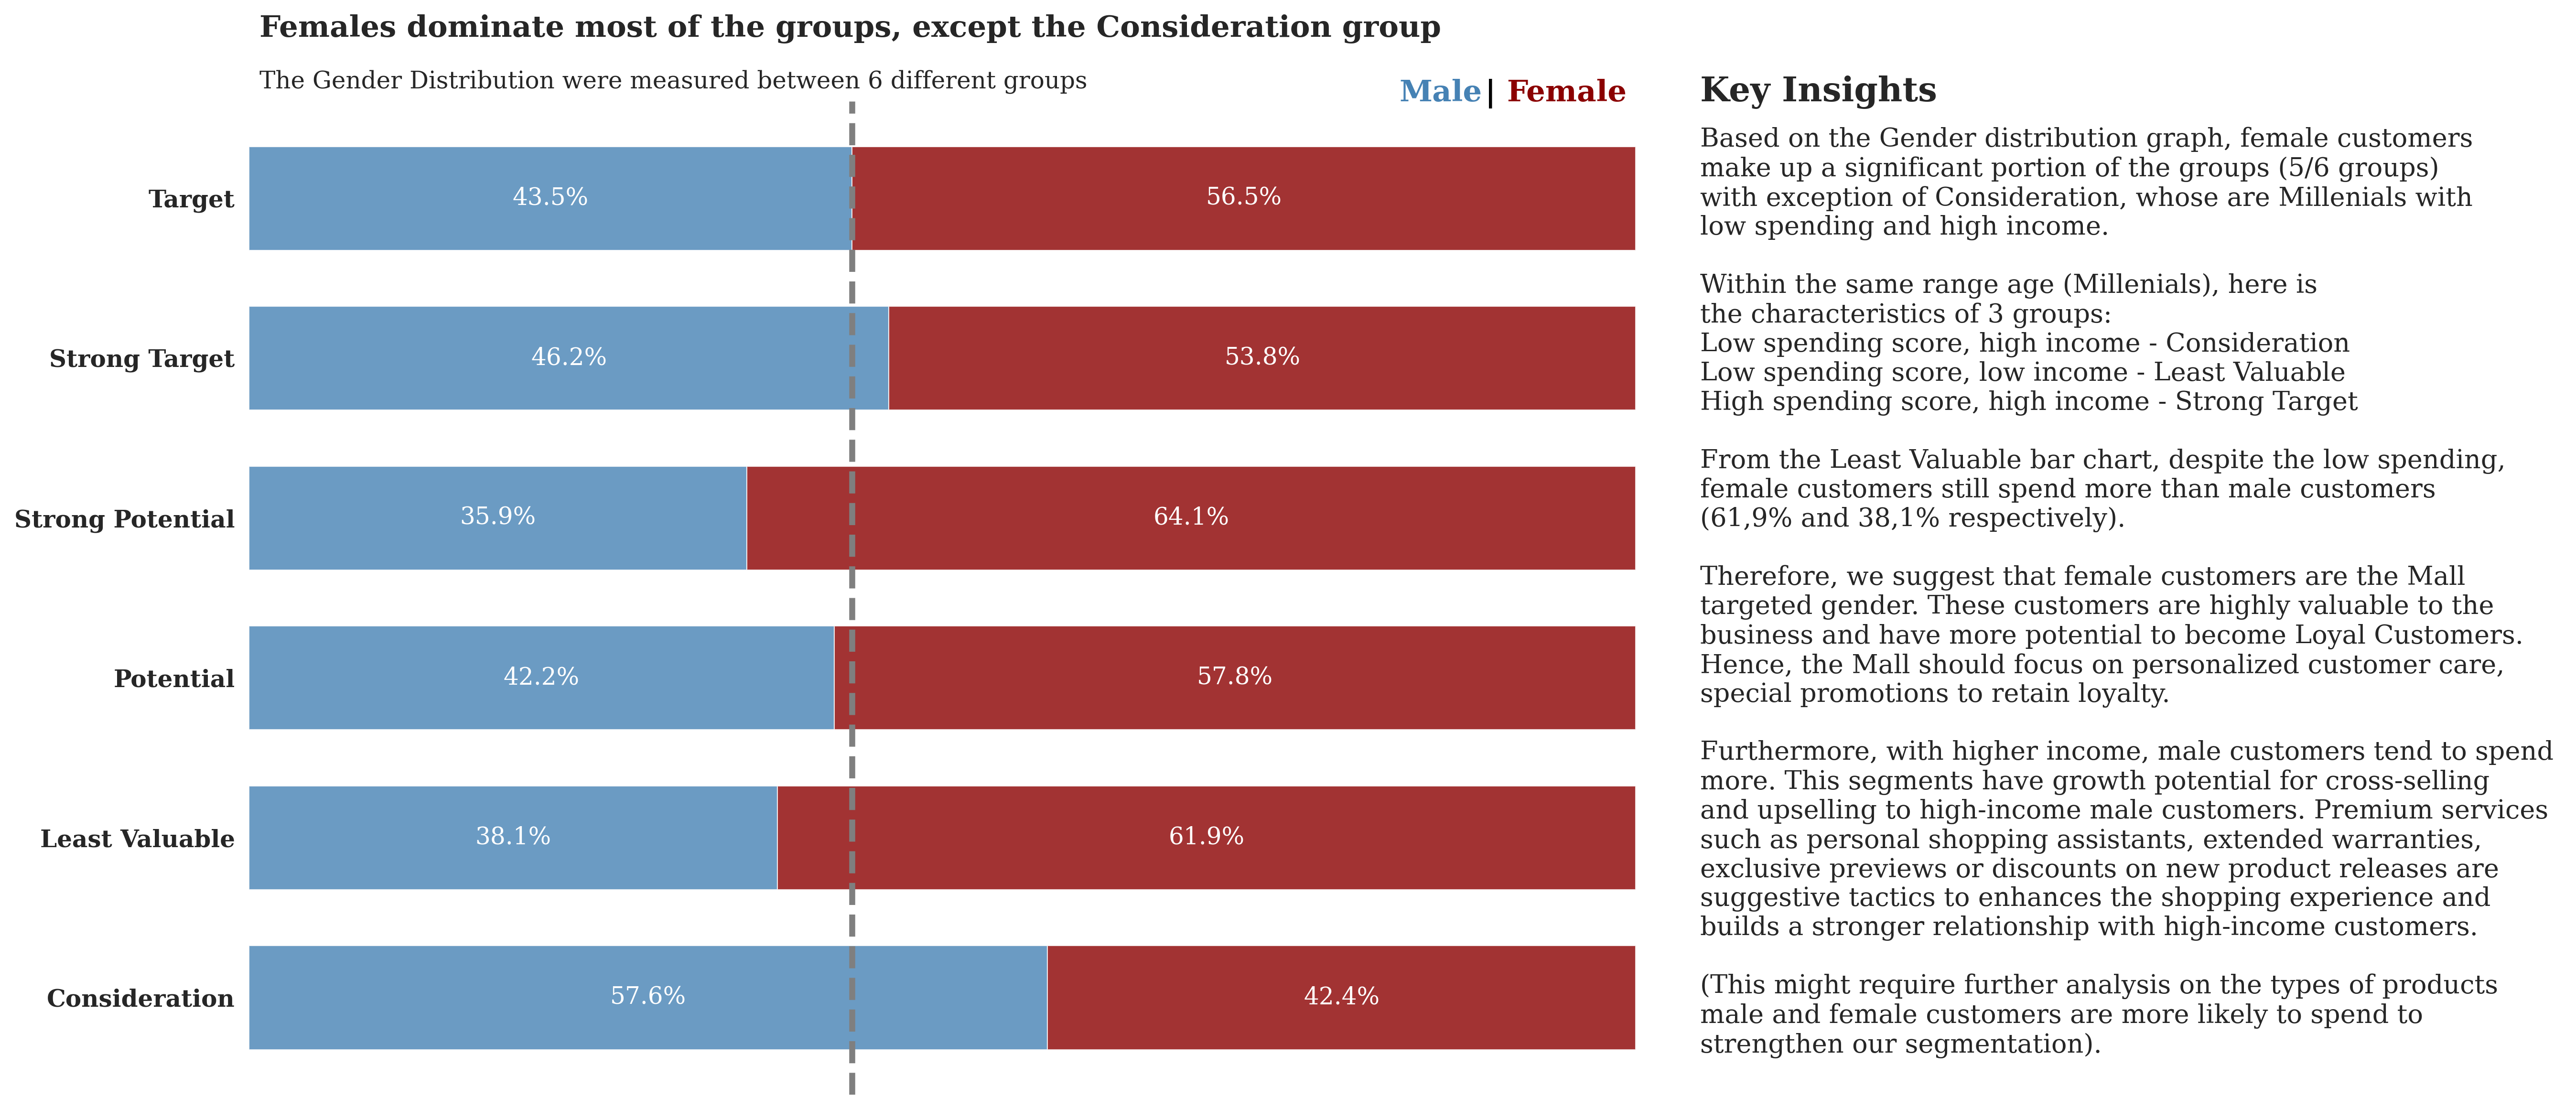 Females dominate most of the groups, except the Consideration group
The Gender Distribution were measured between 6 different groups
Male | Female
Target
43.5%
56.5%
Strong Target
46.2%
53.8%
Strong Potential
35.9%
64.1%
Potential
42.2%
57.8%
Least Valuable
38.1%
61.9%
Consideration
57.6%
42.4%
Key Insights
Based on the Gender distribution graph, female customers
make up a significant portion of the groups (5/6 groups)
with exception of Consideration, whose are Millenials with
low spending and high income.
Within the same range age (Millenials), here is
the characteristics of 3 groups:
Low spending score, high income - Consideration
Low spending score, low income - Least Valuable
High spending score, high income - Strong Target
From the Least Valuable bar chart, despite the low spending,
female customers still spend more than male customers
(61,9% and 38,1% respectively).
Therefore, we suggest that female customers are the Mall
targeted gender. These customers are highly valuable to the
business and have more potential to become Loyal Customers.
Hence, the Mall should focus on personalized customer care,
special promotions to retain loyalty.
Furthermore, with higher income, male customers tend to spend
more. This segments have growth potential for cross-selling
and upselling to high-income male customers. Premium services
such as personal shopping assistants, extended warranties,
exclusive previews or discounts on new product releases are
suggestive tactics to enhances the shopping experience and
builds a stronger relationship with high-income customers.
(This might require further analysis on the types of products
male and female customers are more likely to spend to
strengthen our segmentation).